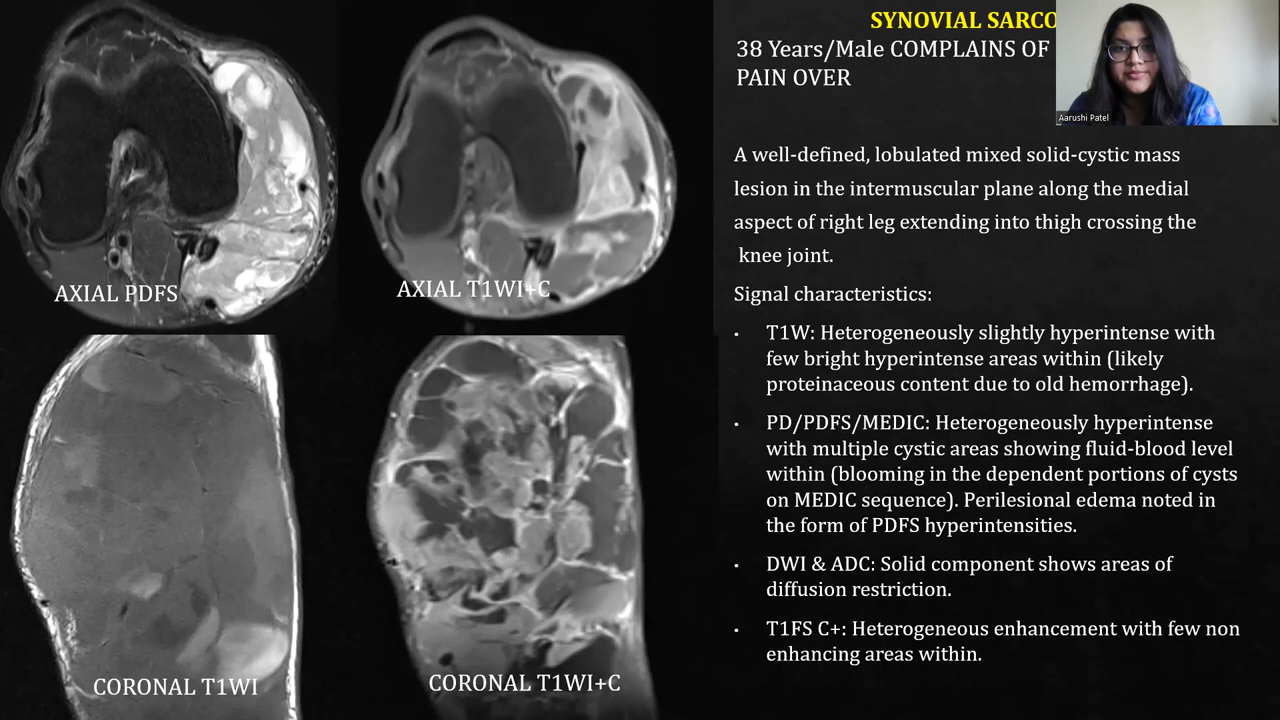 SYNOVIAL SARCO
38 Years/Male COMPLAINS OF
PAIN OVER
Aarushi Patel
A well-defined, lobulated mixed solid-cystic mass
lesion in the intermuscular plane along the medial
aspect of right leg extending into thigh crossing the
knee joint.
Signal characteristics:
• T1W: Heterogeneously slightly hyperintense with
few bright hyperintense areas within (likely
proteinaceous content due to old hemorrhage).
• PD/PDFS/MEDIC: Heterogeneously hyperintense
with multiple cystic areas showing fluid-blood level
within (blooming in the dependent portions of cysts
on MEDIC sequence). Perilesional edema noted in
the form of PDFS hyperintensities.
• DWI & ADC: Solid component shows areas of
diffusion restriction.
• T1FS C+: Heterogeneous enhancement with few non
enhancing areas within.
AXIAL PDFS
AXIAL T1WI+C
CORONAL T1WI
CORONAL T1WI+C